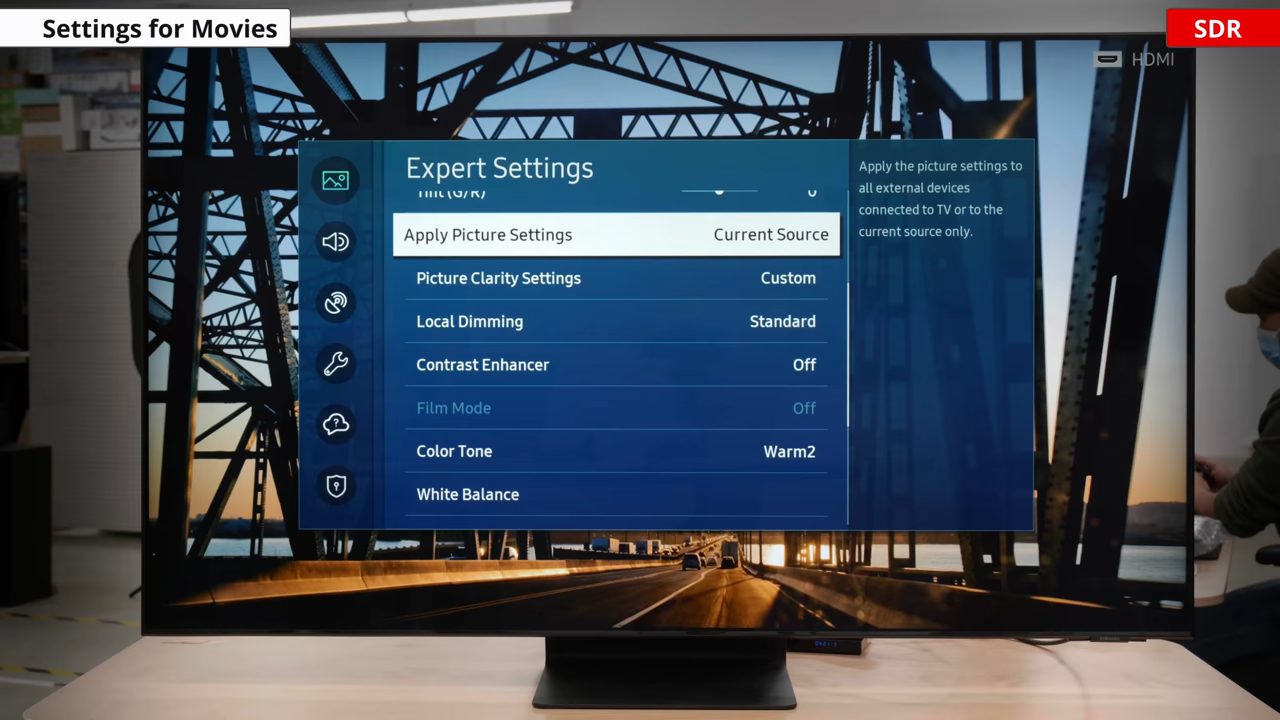 Settings for Movies
SDR
HDMI
Expert Settings
Tint (G/R) 0
Apply Picture Settings Current Source
Picture Clarity Settings Custom
Local Dimming Standard
Contrast Enhancer Off
Film Mode Off
Color Tone Warm2
White Balance
Apply the picture settings to
all external devices
connected to TV or to the
current source only.